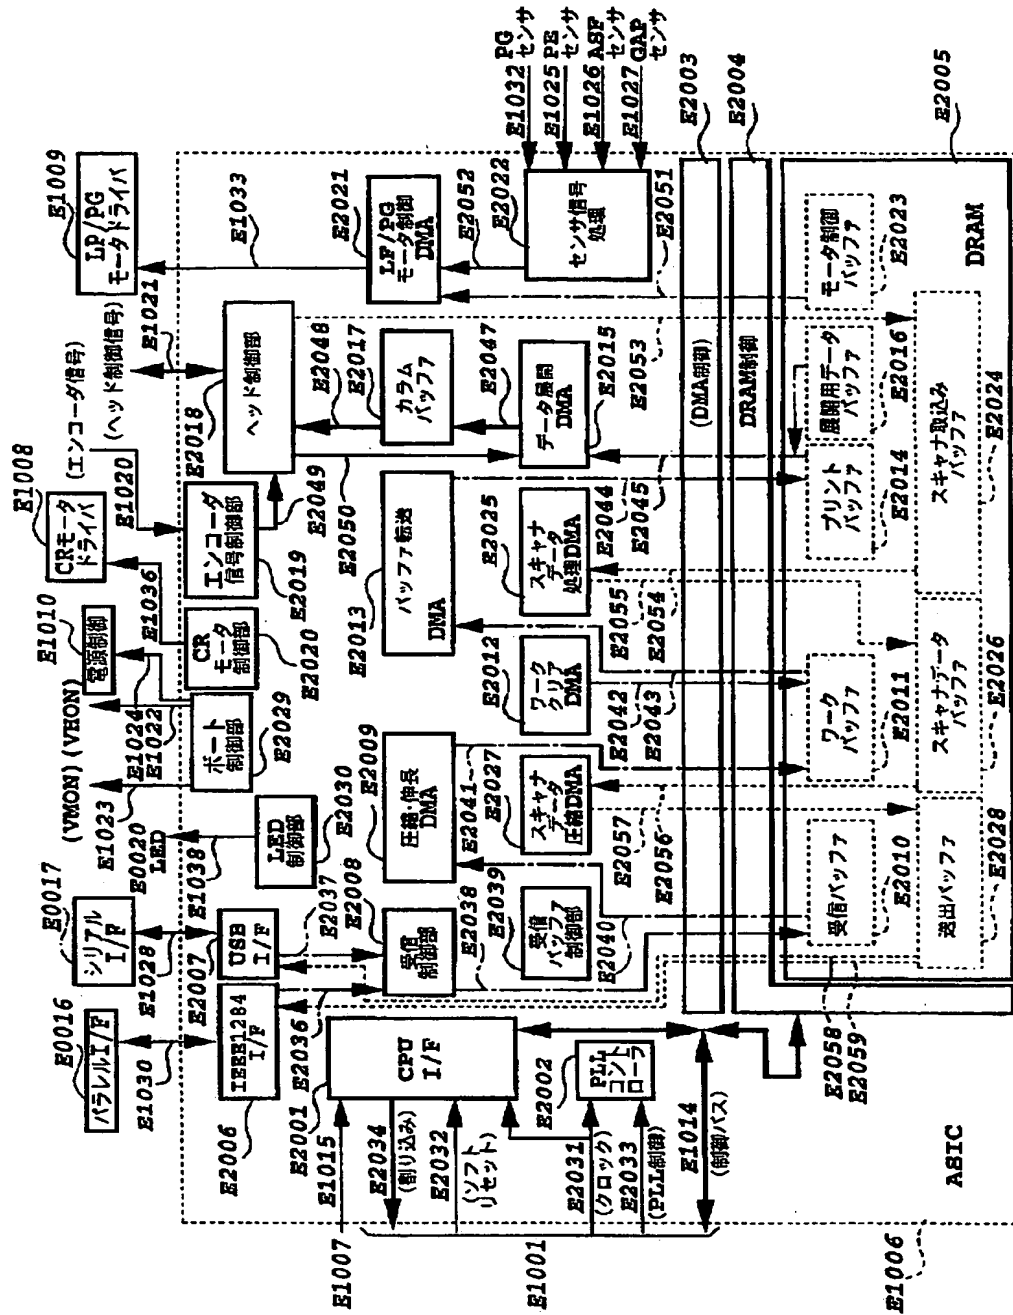 E0016
パラレルI/F
E1030
E0017
シリアル
I/F
E1028
E0020
LED
E1038
E1023
(VMON)
(VHON)
E1024
E1022
E1010
電源制御
E1036
E1008
CRモータ
ドライバ
E1020
(エンコーダ信号)
(ヘッド制御信号)
E1021
E1009
LP/PG
モータドライバ
E1033
E2006
IEEE1284
I/F
E2007
USB
I/F
E2036
E2037
E2008
受信
制御部
E2038
E2030
LED
制御部
E2029
ポート
制御部
E2020
CR
モータ
制御部
E2019
エンコーダ
信号制御部
E2049
E2018
ヘッド制御部
E2050
E2048
E2017
カラム
バッファ
E2047
E2015
データ展開
DMA
E2053
E2021
LF/PG
モータ制御
DMA
E2052
E2022
センサ信号
処理
E2051
E1032
PG
センサ
E1025
PE
センサ
E1026
ASF
センサ
E1027
GAP
センサ
E2001
CPU
I/F
E2002
PLL
コント
ローラ
E2039
受信
バッファ
制御部
E2040
E2009
圧縮・伸長
DMA
E2041
E2027
スキャナ
データ
圧縮DMA
E2057
E2056
E2012
ワーク
クリア
DMA
E2042
E2043
E2013
バッファ転送
DMA
E2025
スキャナ
データ
処理DMA
E2044
E2045
E2055
E2054
E1007
E1015
E2034
(割り込み)
E2032
(ソフト
リセット)
E2031
(クロック)
E2033
(PLL制御)
E1014
(制御バス)
E1001
E2003
(DMA制御)
E2004
DRAM制御
E2005
DRAM
E2058
E2059
受信バッファ
E2010
ワーク
バッファ
E2011
プリント
バッファ
E2014
展開用データ
バッファ
E2016
モータ制御
バッファ
E2023
送出バッファ
E2028
スキャナデータ
バッファ
E2026
スキャナ取込み
バッファ
E2024
ASIC
E1006